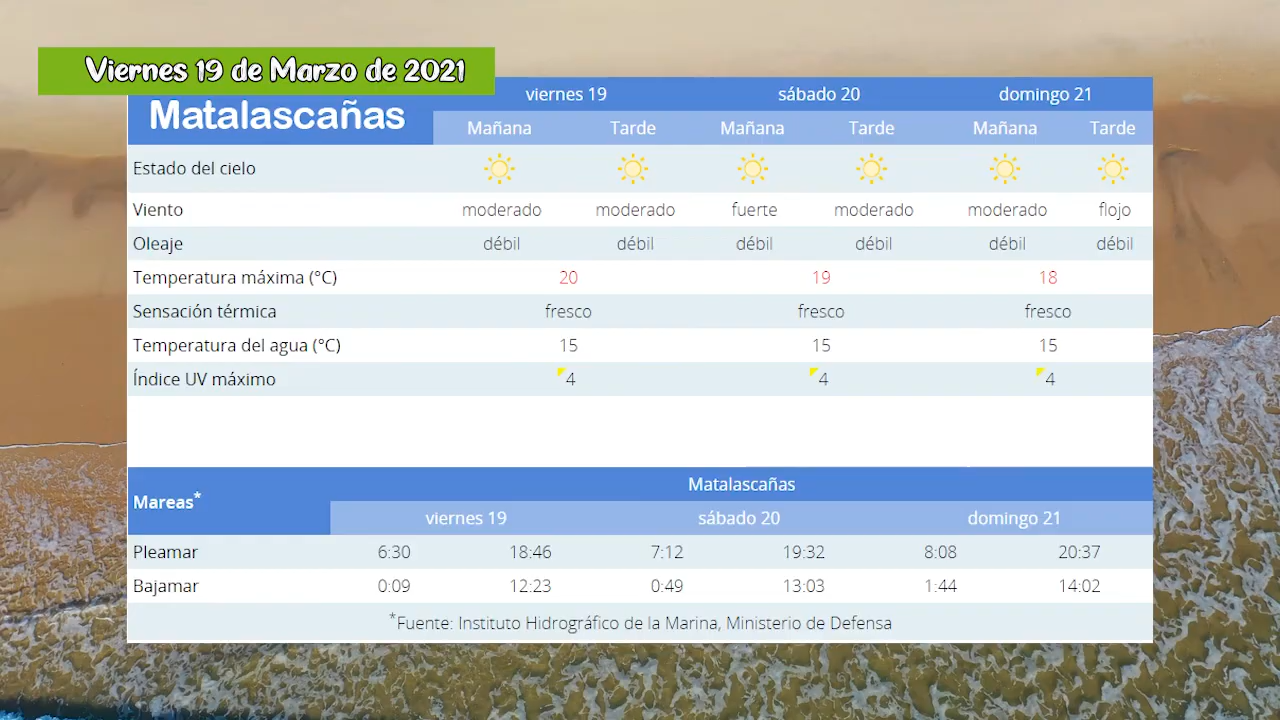 Viernes 19 de Marzo de 2021
Matalascañas
viernes 19 sábado 20 domingo 21
Mañana Tarde Mañana Tarde Mañana Tarde
Estado del cielo
Viento moderado moderado fuerte moderado moderado flojo
Oleaje débil débil débil débil débil débil
Temperatura máxima (°C) 20 19 18
Sensación térmica fresco fresco fresco
Temperatura del agua (°C) 15 15 15
Índice UV máximo 4 4 4
Mareas* Matalascañas
viernes 19 sábado 20 domingo 21
Pleamar 6:30 18:46 7:12 19:32 8:08 20:37
Bajamar 0:09 12:23 0:49 13:03 1:44 14:02
*Fuente: Instituto Hidrográfico de la Marina, Ministerio de Defensa